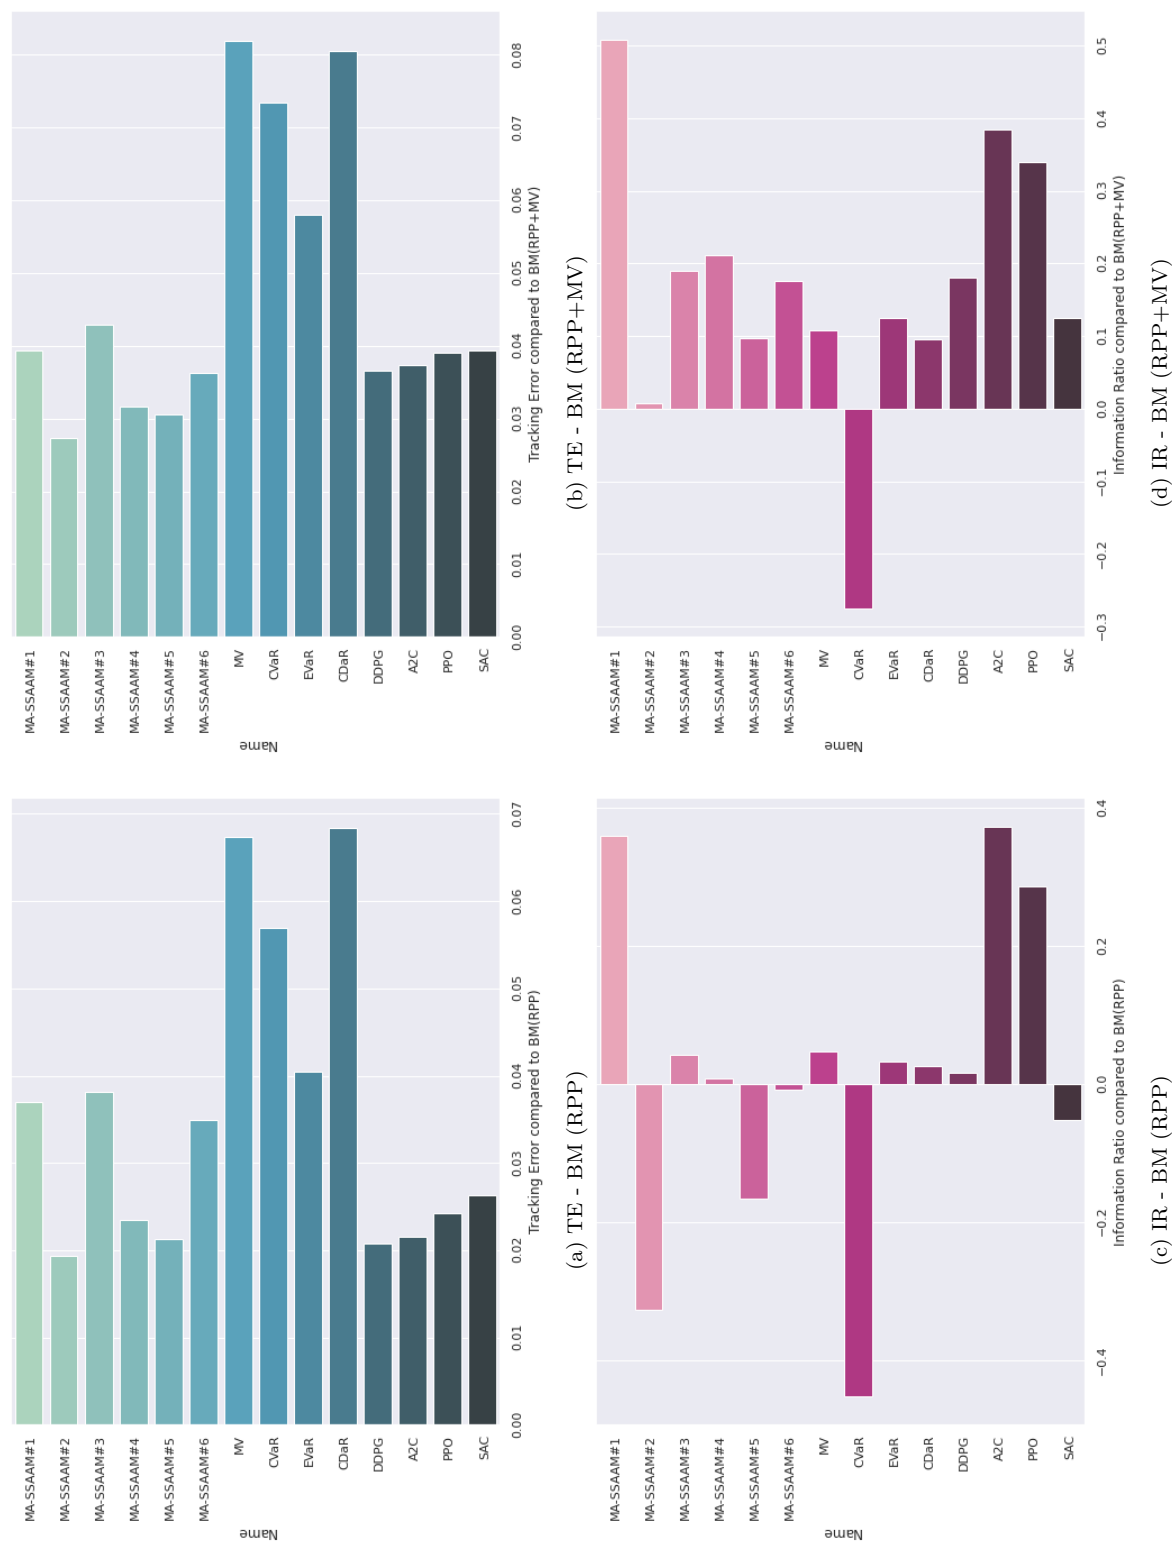 Name
MA-SSAAM#1
MA-SSAAM#2
MA-SSAAM#3
MA-SSAAM#4
MA-SSAAM#5
MA-SSAAM#6
MV
CVaR
EVaR
CDaR
DDPG
A2C
PPO
SAC
0.00 0.01 0.02 0.03 0.04 0.05 0.06 0.07
Tracking Error compared to BM(RPP)
(a) TE - BM (RPP)
Name
MA-SSAAM#1
MA-SSAAM#2
MA-SSAAM#3
MA-SSAAM#4
MA-SSAAM#5
MA-SSAAM#6
MV
CVaR
EVaR
CDaR
DDPG
A2C
PPO
SAC
0.00 0.01 0.02 0.03 0.04 0.05 0.06 0.07 0.08
Tracking Error compared to BM(RPP+MV)
(b) TE - BM (RPP+MV)
Name
MA-SSAAM#1
MA-SSAAM#2
MA-SSAAM#3
MA-SSAAM#4
MA-SSAAM#5
MA-SSAAM#6
MV
CVaR
EVaR
CDaR
DDPG
A2C
PPO
SAC
−0.4 −0.2 0.0 0.2 0.4
Information Ratio compared to BM(RPP)
(c) IR - BM (RPP)
Name
MA-SSAAM#1
MA-SSAAM#2
MA-SSAAM#3
MA-SSAAM#4
MA-SSAAM#5
MA-SSAAM#6
MV
CVaR
EVaR
CDaR
DDPG
A2C
PPO
SAC
−0.3 −0.2 −0.1 0.0 0.1 0.2 0.3 0.4 0.5
Information Ratio compared to BM(RPP+MV)
(d) IR - BM (RPP+MV)